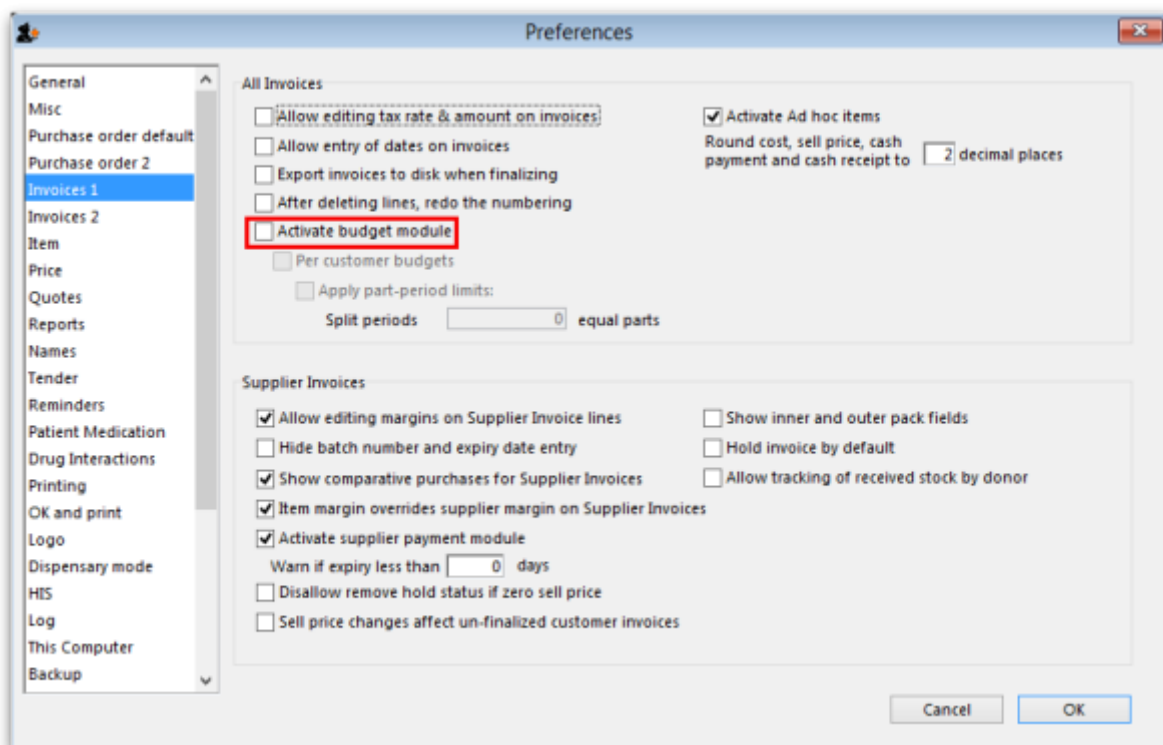 Preferences
General
Misc
Purchase order default
Purchase order 2
Invoices 1
Invoices 2
Item
Price
Quotes
Reports
Names
Tender
Reminders
Patient Medication
Drug Interactions
Printing
OK and print
Logo
Dispensary mode
HIS
Log
This Computer
Backup
All Invoices
Allow editing tax rate & amount on invoices
Allow entry of dates on invoices
Export invoices to disk when finalizing
After deleting lines, redo the numbering
Activate budget module
Per customer budgets
Apply part-period limits:
Split periods 0 equal parts
Activate Ad hoc items
Round cost, sell price, cash
payment and cash receipt to 2 decimal places
Supplier Invoices
Allow editing margins on Supplier Invoice lines
Hide batch number and expiry date entry
Show comparative purchases for Supplier Invoices
Item margin overrides supplier margin on Supplier Invoices
Activate supplier payment module
Warn if expiry less than 0 days
Disallow remove hold status if zero sell price
Sell price changes affect un-finalized customer invoices
Show inner and outer pack fields
Hold invoice by default
Allow tracking of received stock by donor
Cancel
OK